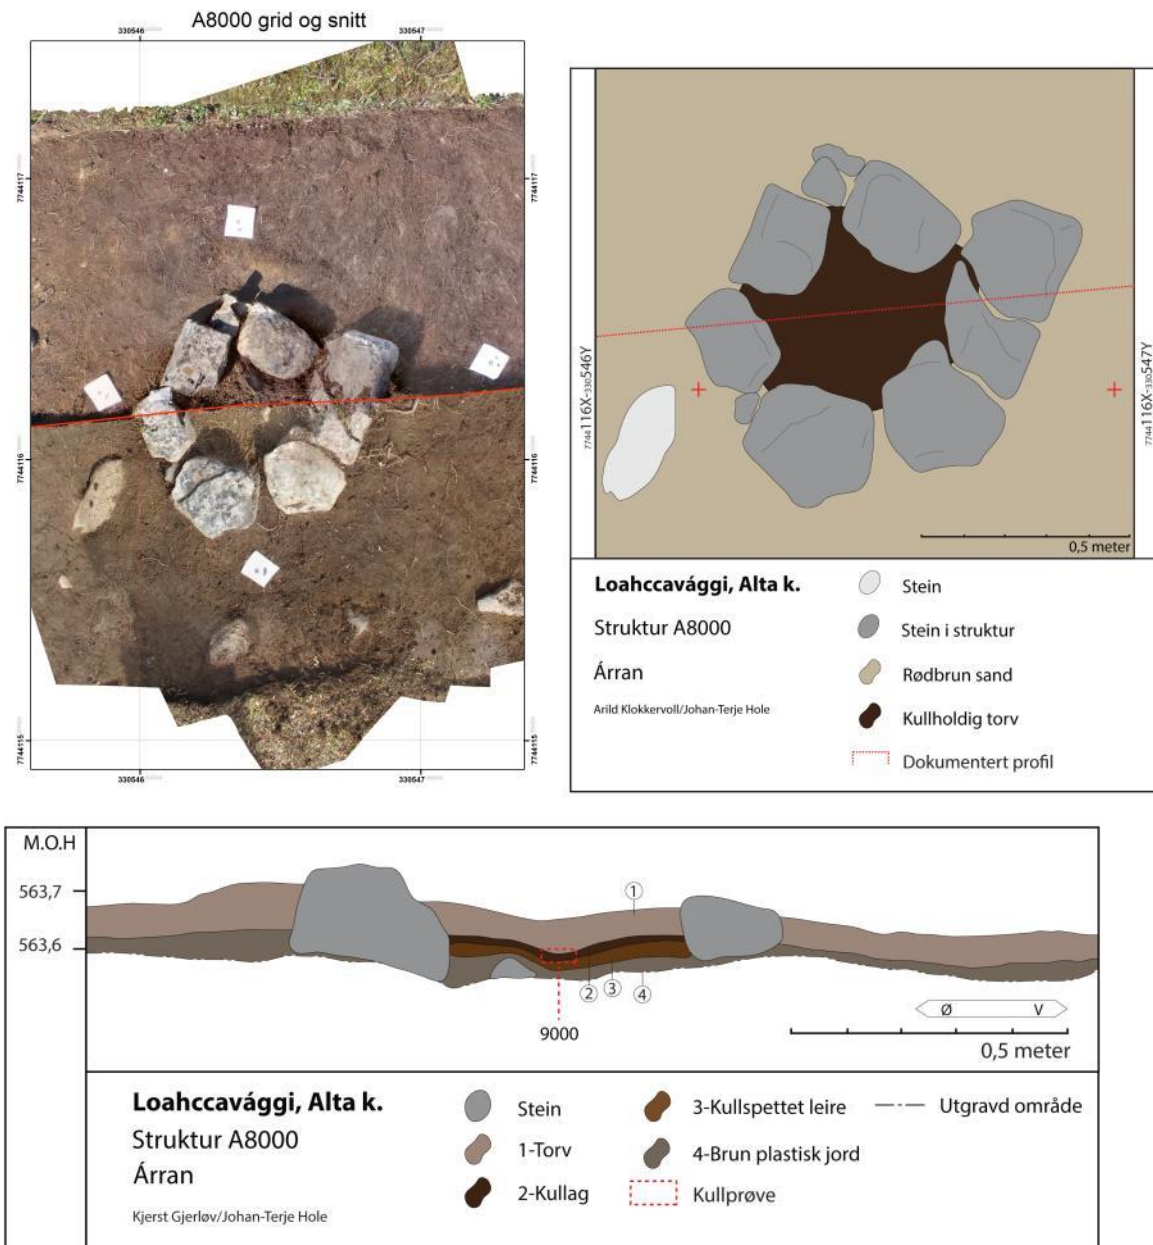 A8000 grid og snitt
330546
330547
7744117
7744117
7744116
7744116
7744115
7744115
330546
330547
7744116X-330546Y
7744116X-330547Y
0,5 meter
Loahccavággi, Alta k.
Struktur A8000
Árran
Arild Klokkervoll/Johan-Terje Hole
Stein
Stein i struktur
Rødbrun sand
Kullholdig torv
Dokumentert profil
M.O.H
563,7
563,6
1
2
3
4
9000
Ø V
0,5 meter
Loahccavággi, Alta k.
Struktur A8000
Árran
Kjerst Gjerløv/Johan-Terje Hole
Stein
1-Torv
2-Kullag
3-Kullspettet leire
4-Brun plastisk jord
Kullprøve
Utgravd område